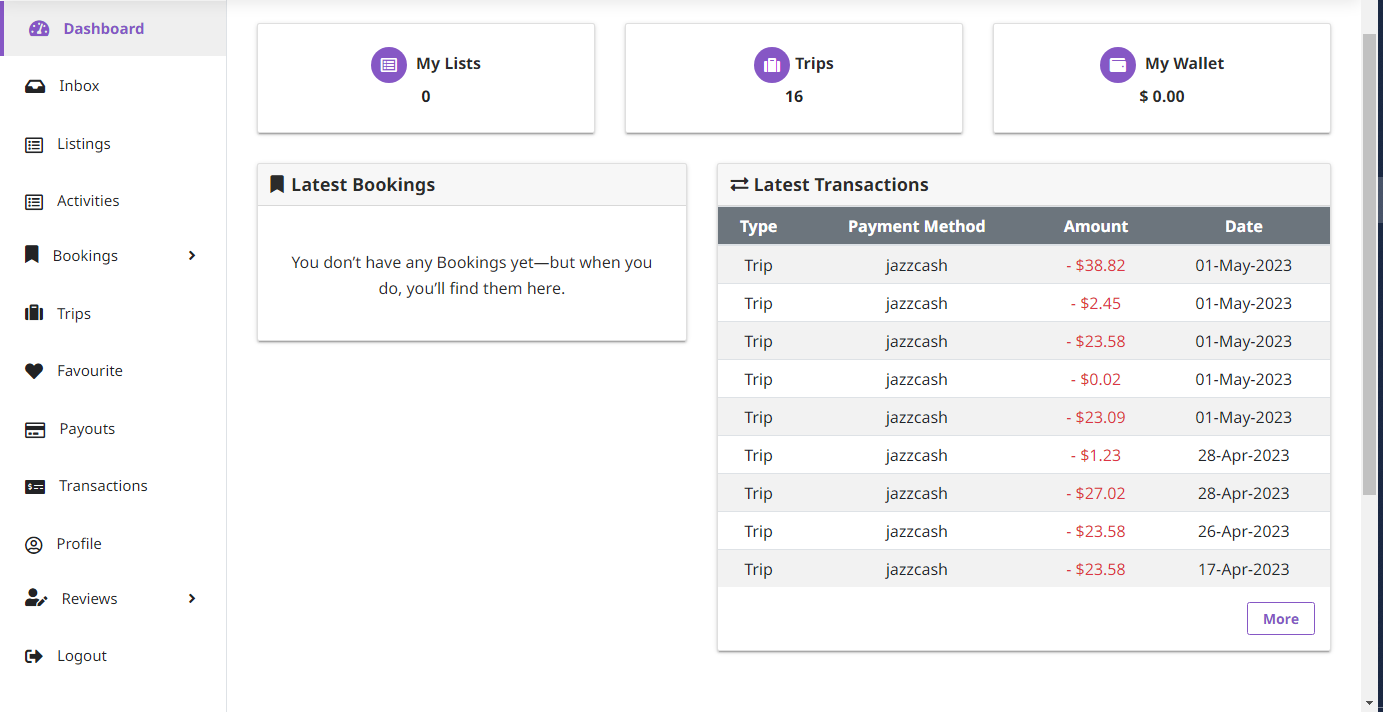 Dashboard
Inbox
Listings
Activities
Bookings
Trips
Favourite
Payouts
Transactions
Profile
Reviews
Logout
My Lists
0
Trips
16
My Wallet
$ 0.00
Latest Bookings
You don’t have any Bookings yet—but when you
do, you’ll find them here.
Latest Transactions
Type Payment Method Amount Date
Trip jazzcash - $38.82 01-May-2023
Trip jazzcash - $2.45 01-May-2023
Trip jazzcash - $23.58 01-May-2023
Trip jazzcash - $0.02 01-May-2023
Trip jazzcash - $23.09 01-May-2023
Trip jazzcash - $1.23 28-Apr-2023
Trip jazzcash - $27.02 28-Apr-2023
Trip jazzcash - $23.58 26-Apr-2023
Trip jazzcash - $23.58 17-Apr-2023
More